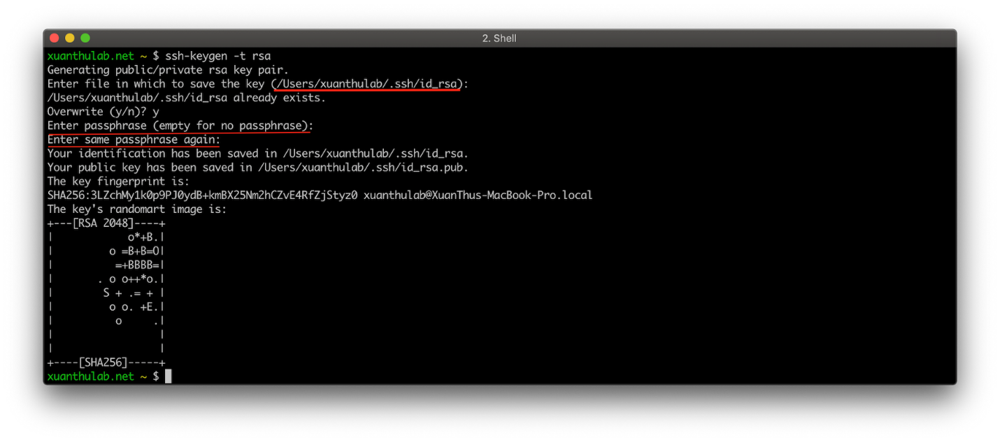 2. Shell
xuanthulab.net ~ $ ssh-keygen -t rsa
Generating public/private rsa key pair.
Enter file in which to save the key (/Users/xuanthulab/.ssh/id_rsa):
/Users/xuanthulab/.ssh/id_rsa already exists.
Overwrite (y/n)? y
Enter passphrase (empty for no passphrase):
Enter same passphrase again:
Your identification has been saved in /Users/xuanthulab/.ssh/id_rsa.
Your public key has been saved in /Users/xuanthulab/.ssh/id_rsa.pub.
The key fingerprint is:
SHA256:3LZchMy1k0p9PJ0ydB+kmBX25Nm2hCZvE4RfZjStyz0 xuanthulab@XuanThus-MacBook-Pro.local
The key's randomart image is:
+---[RSA 2048]----+
|            o*+B.|
|         o =B+B=O|
|          =+BBBB=|
|       . o o++*o.|
|        S + .= + |
|         o o. +E.|
|          o     .|
|                 |
|                 |
+----[SHA256]-----+
xuanthulab.net ~ $